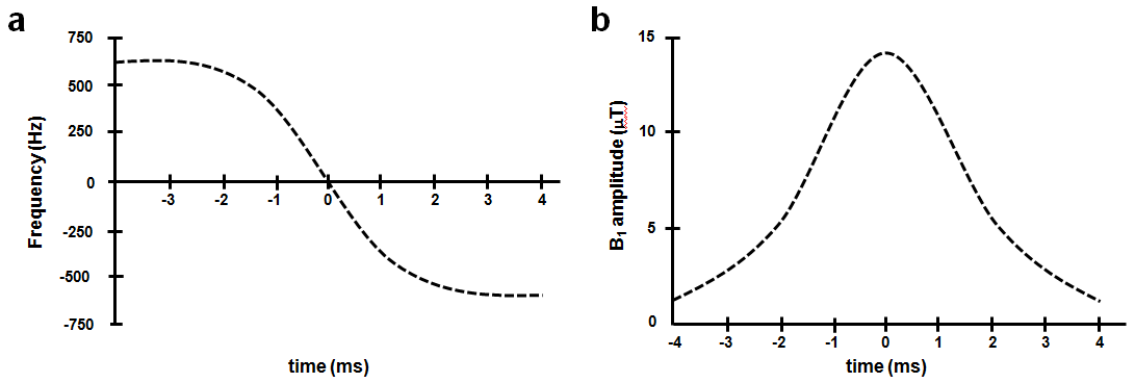 a
750
500
250
0
-250
-500
-750
Frequency (Hz)
-3 -2 -1 0 1 2 3 4
time (ms)
b
15
10
5
0
B1 amplitude (μT)
-4 -3 -2 -1 0 1 2 3 4
time (ms)